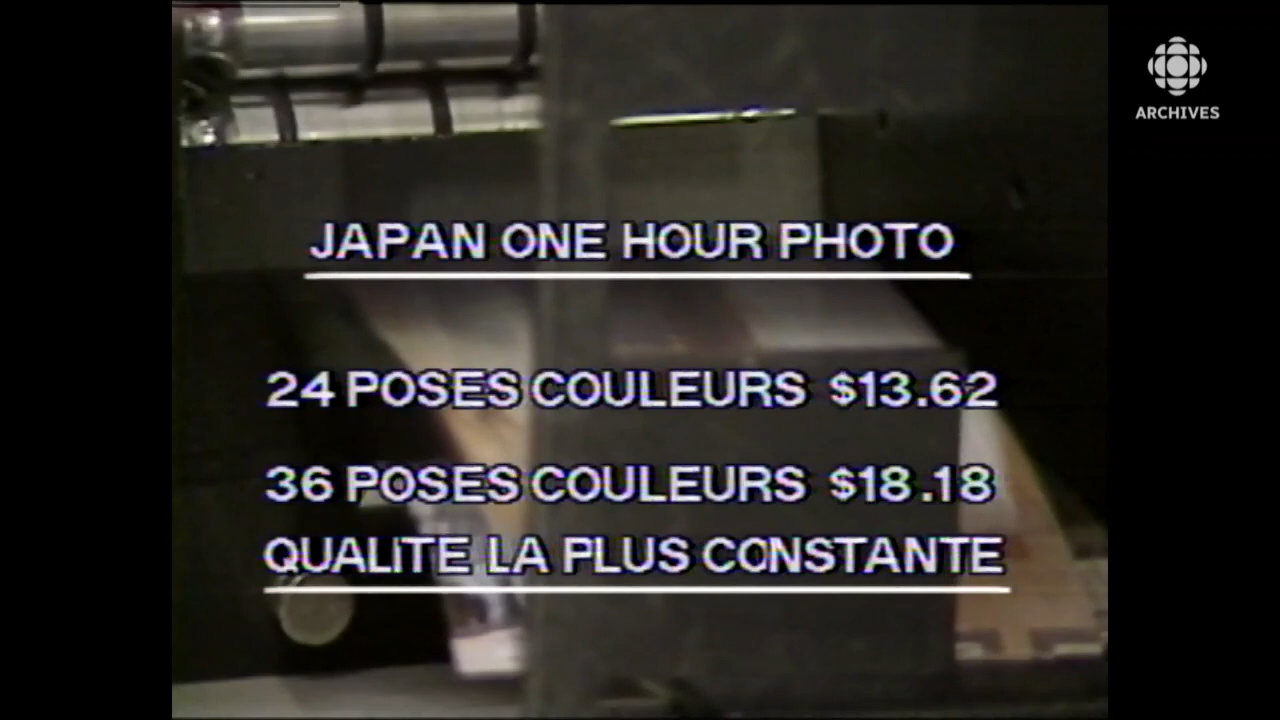 ARCHIVES
JAPAN ONE HOUR PHOTO
24 POSES COULEURS $13.62
36 POSES COULEURS $18.18
QUALITE LA PLUS CONSTANTE